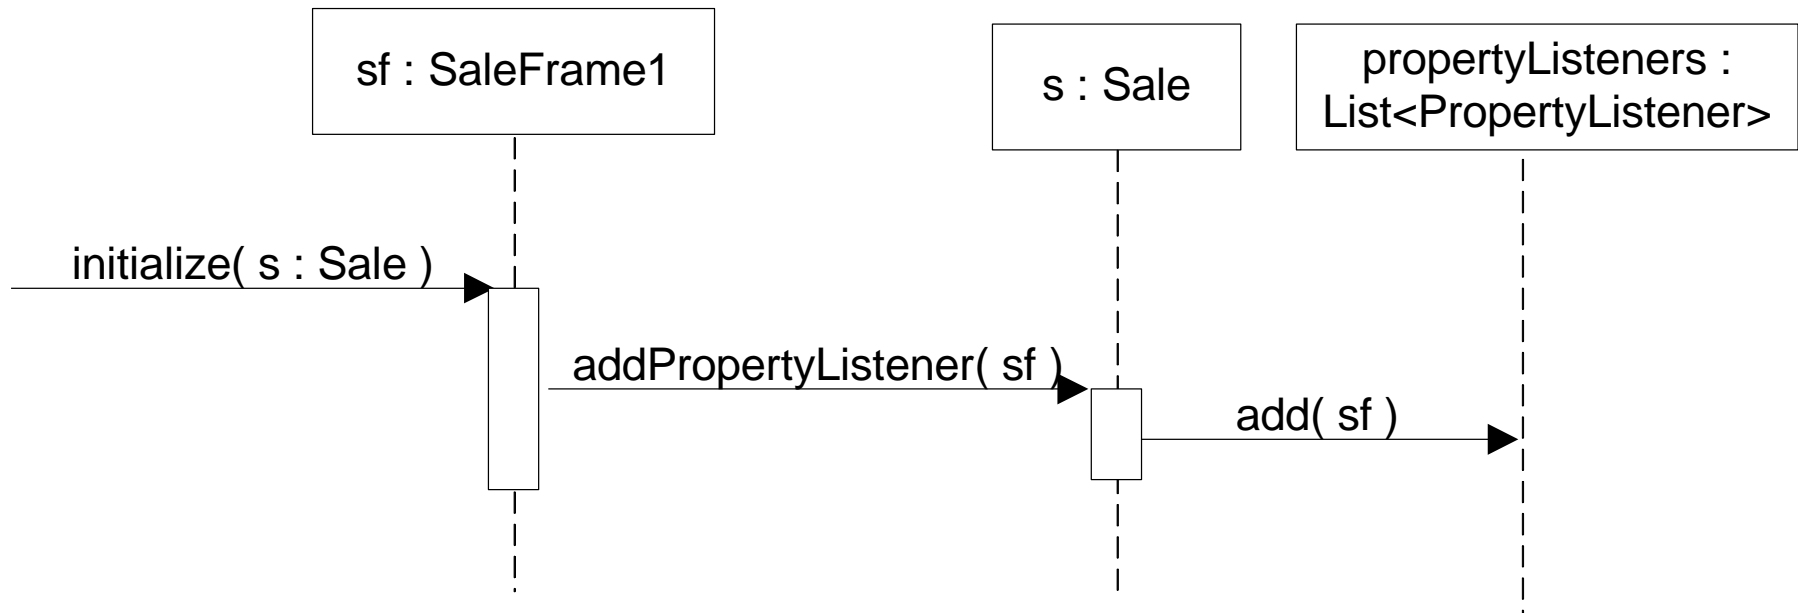 sf : SaleFrame1
s : Sale
propertyListeners :
List<PropertyListener>
initialize( s : Sale )
addPropertyListener( sf )
add( sf )